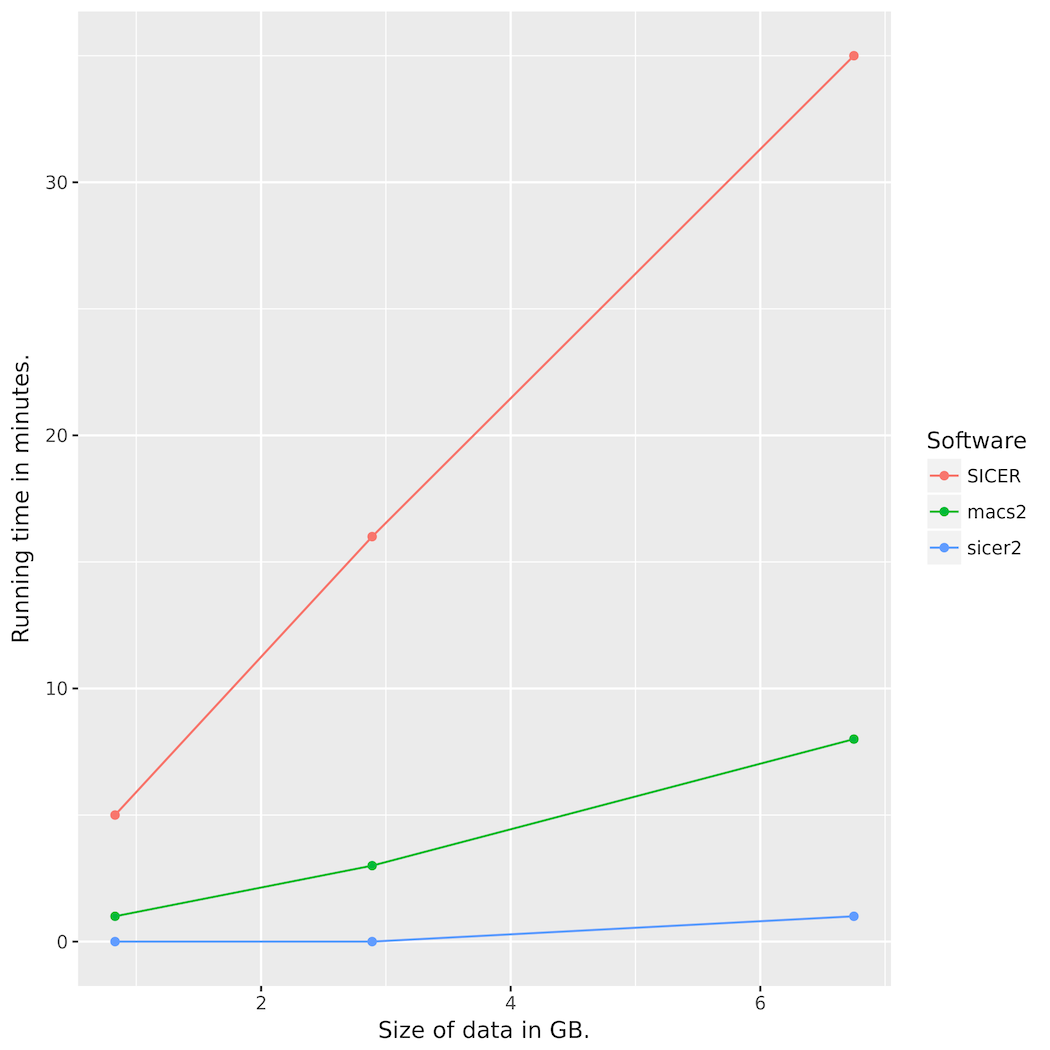 30
20
10
0
2
4
6
Running time in minutes.
Size of data in GB.
Software
SICER
macs2
sicer2